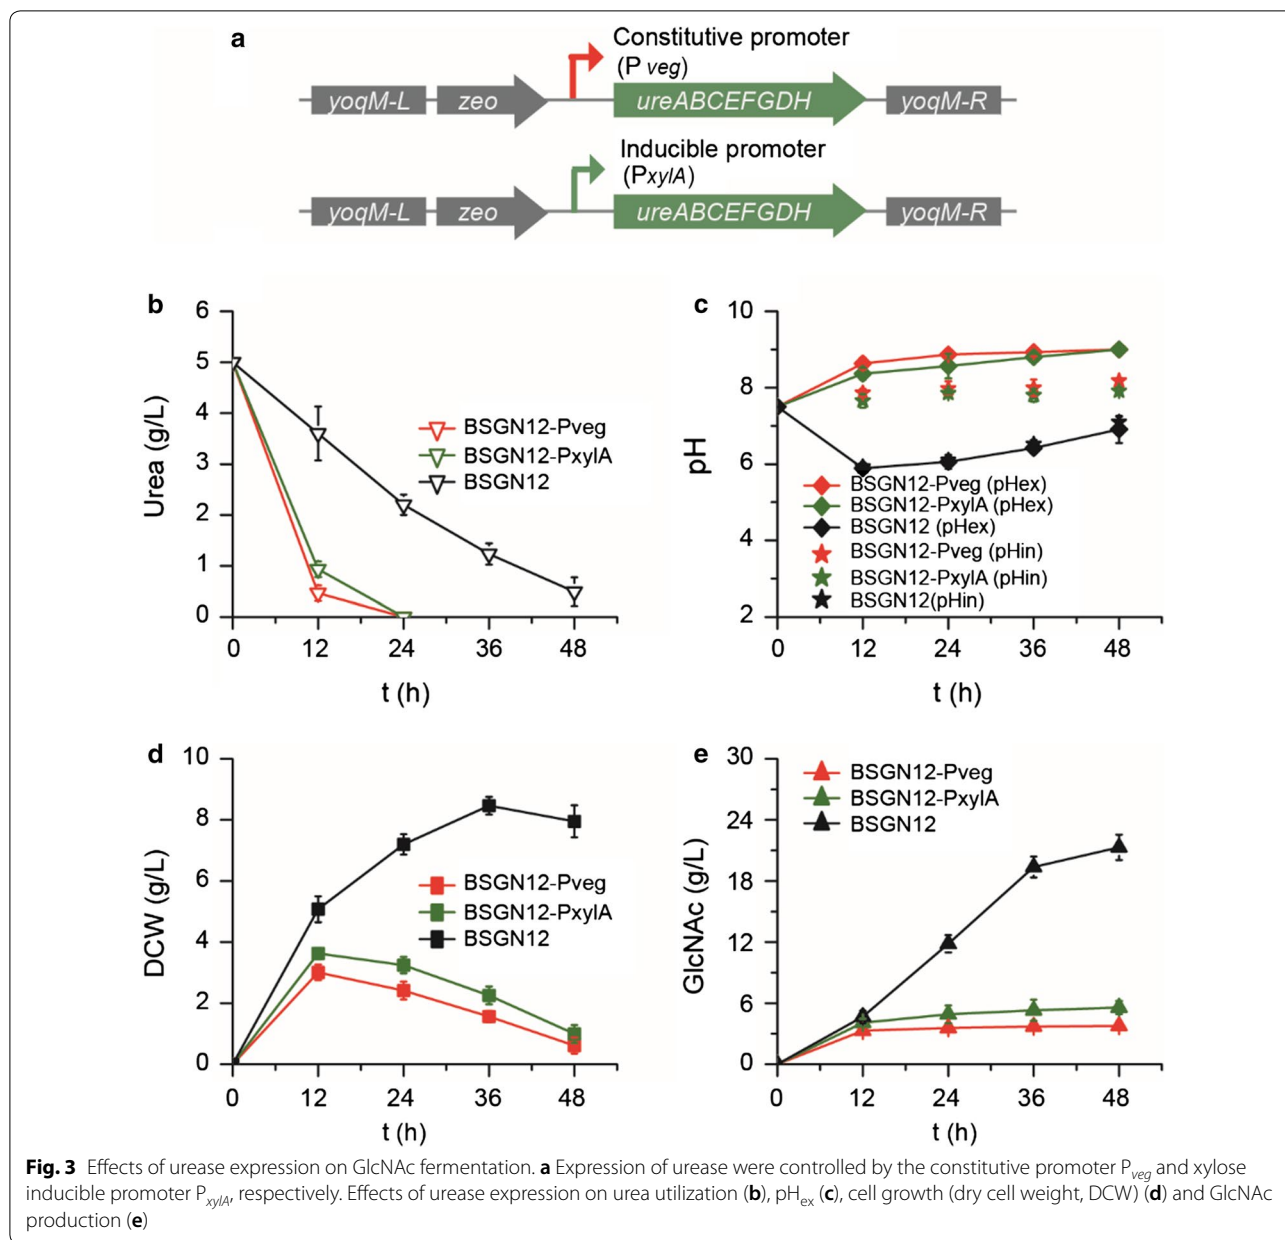 a
Constitutive promoter
(P veg)
yoqM-L zeo ureABCEFGDH yoqM-R
Inducible promoter
(PxylA)
yoqM-L zeo ureABCEFGDH yoqM-R
b
6
5
4
3
2
1
0
Urea (g/L)
BSGN12-Pveg
BSGN12-PxylA
BSGN12
0 12 24 36 48
t (h)
c
10
8
6
4
2
pH
BSGN12-Pveg (pHex)
BSGN12-PxylA (pHex)
BSGN12 (pHex)
BSGN12-Pveg (pHin)
BSGN12-PxylA (pHin)
BSGN12(pHin)
0 12 24 36 48
t (h)
d
10
8
6
4
2
0
DCW (g/L)
BSGN12-Pveg
BSGN12-PxylA
BSGN12
0 12 24 36 48
t (h)
e
30
24
18
12
6
0
GlcNAc (g/L)
BSGN12-Pveg
BSGN12-PxylA
BSGN12
0 12 24 36 48
t (h)
Fig. 3 Effects of urease expression on GlcNAc fermentation. a Expression of urease were controlled by the constitutive promoter Pveg and xylose
inducible promoter PxylA, respectively. Effects of urease expression on urea utilization (b), pHex (c), cell growth (dry cell weight, DCW) (d) and GlcNAc
production (e)